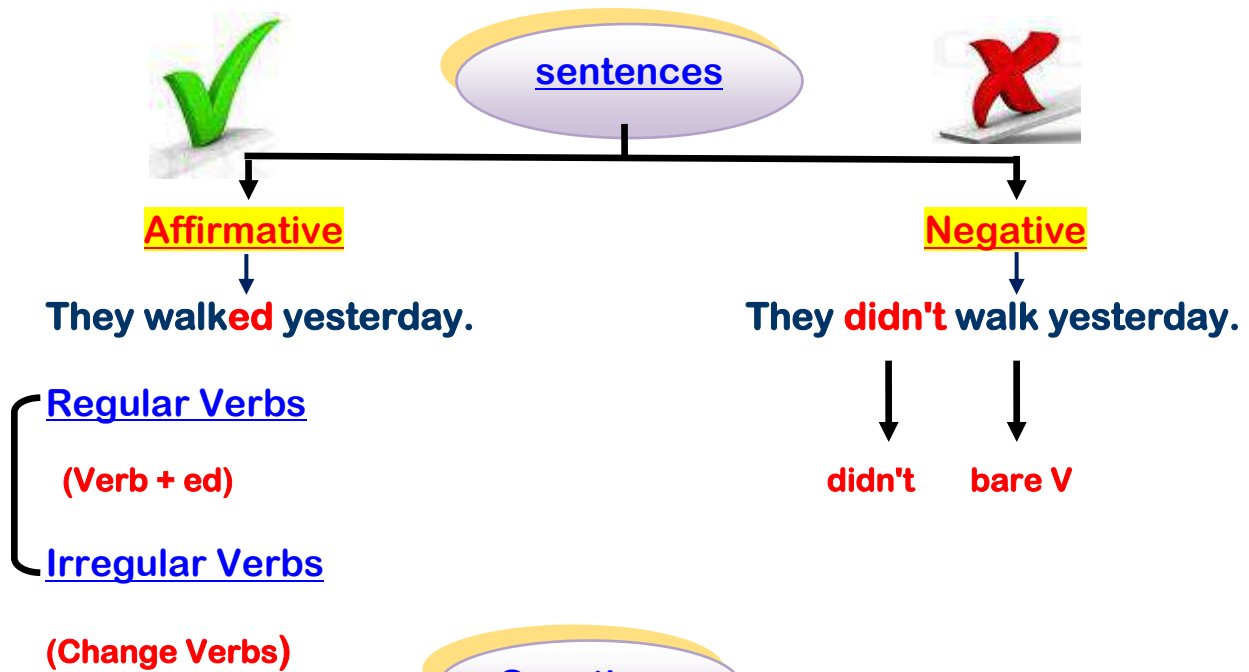 sentences
Affirmative
Negative
They walked yesterday.
They didn't walk yesterday.
Regular Verbs
(Verb + ed)
didn't bare V
Irregular Verbs
(Change Verbs)